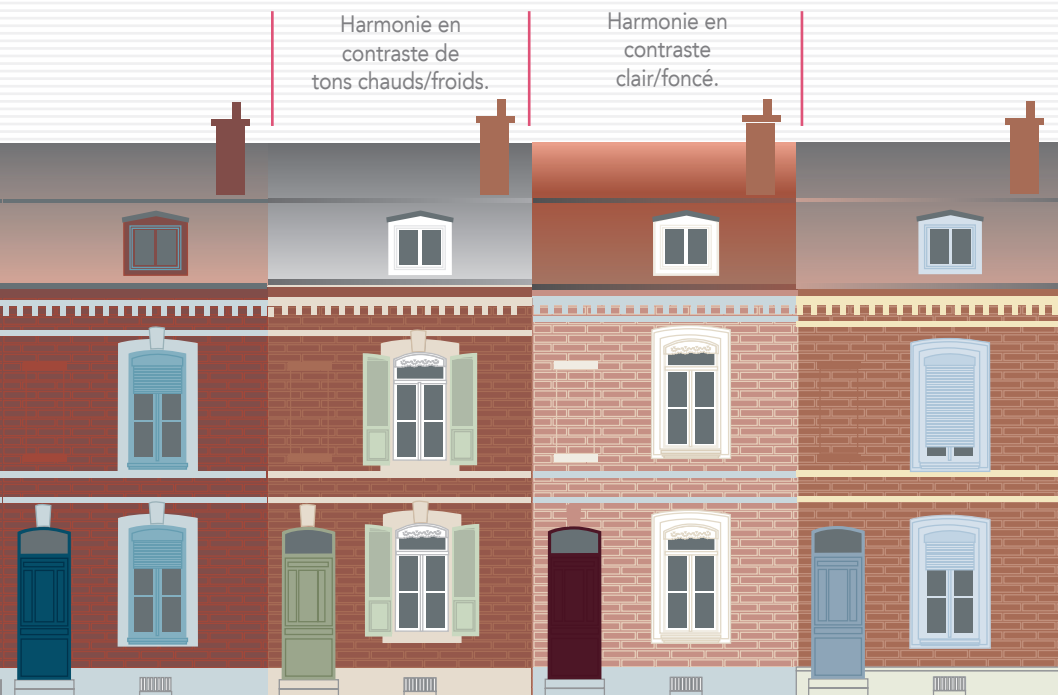 Harmonie en
contraste de
tons chauds/froids.
Harmonie en
contraste
clair/foncé.